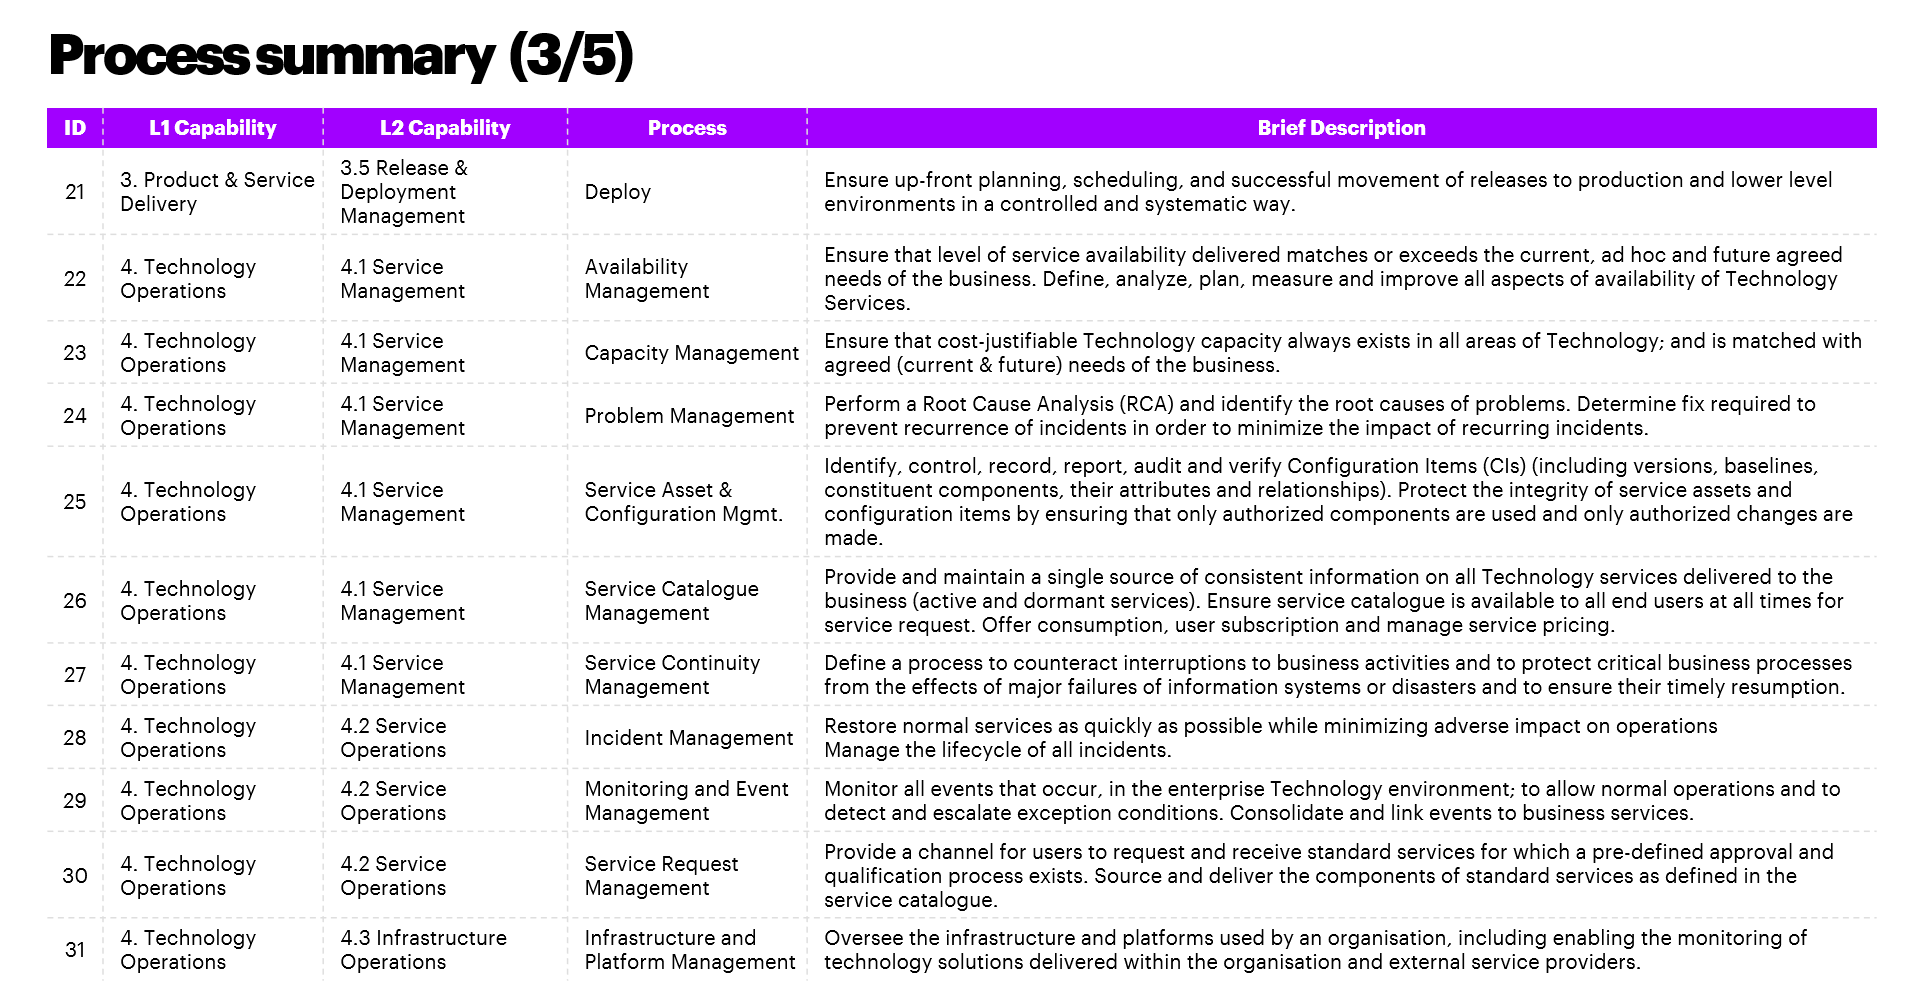 Process summary (3/5)
ID L1 Capability L2 Capability Process Brief Description
21
3. Product & Service
Delivery
3.5 Release &
Deployment
Management
Deploy
Ensure up-front planning, scheduling, and successful movement of releases to production and lower level
environments in a controlled and systematic way.
22
4. Technology
Operations
4.1 Service
Management
Availability
Management
Ensure that level of service availability delivered matches or exceeds the current, ad hoc and future agreed
needs of the business. Define, analyze, plan, measure and improve all aspects of availability of Technology
Services.
23
4. Technology
Operations
4.1 Service
Management
Capacity Management
Ensure that cost-justifiable Technology capacity always exists in all areas of Technology; and is matched with
agreed (current & future) needs of the business.
24
4. Technology
Operations
4.1 Service
Management
Problem Management
Perform a Root Cause Analysis (RCA) and identify the root causes of problems. Determine fix required to
prevent recurrence of incidents in order to minimize the impact of recurring incidents.
25
4. Technology
Operations
4.1 Service
Management
Service Asset &
Configuration Mgmt.
Identify, control, record, report, audit and verify Configuration Items (CIs) (including versions, baselines,
constituent components, their attributes and relationships). Protect the integrity of service assets and
configuration items by ensuring that only authorized components are used and only authorized changes are
made.
26
4. Technology
Operations
4.1 Service
Management
Service Catalogue
Management
Provide and maintain a single source of consistent information on all Technology services delivered to the
business (active and dormant services). Ensure service catalogue is available to all end users at all times for
service request. Offer consumption, user subscription and manage service pricing.
27
4. Technology
Operations
4.1 Service
Management
Service Continuity
Management
Define a process to counteract interruptions to business activities and to protect critical business processes
from the effects of major failures of information systems or disasters and to ensure their timely resumption.
28
4. Technology
Operations
4.2 Service
Operations
Incident Management
Restore normal services as quickly as possible while minimizing adverse impact on operations
Manage the lifecycle of all incidents.
29
4. Technology
Operations
4.2 Service
Operations
Monitoring and Event
Management
Monitor all events that occur, in the enterprise Technology environment; to allow normal operations and to
detect and escalate exception conditions. Consolidate and link events to business services.
30
4. Technology
Operations
4.2 Service
Operations
Service Request
Management
Provide a channel for users to request and receive standard services for which a pre-defined approval and
qualification process exists. Source and deliver the components of standard services as defined in the
service catalogue.
31
4. Technology
Operations
4.3 Infrastructure
Operations
Infrastructure and
Platform Management
Oversee the infrastructure and platforms used by an organisation, including enabling the monitoring of
technology solutions delivered within the organisation and external service providers.